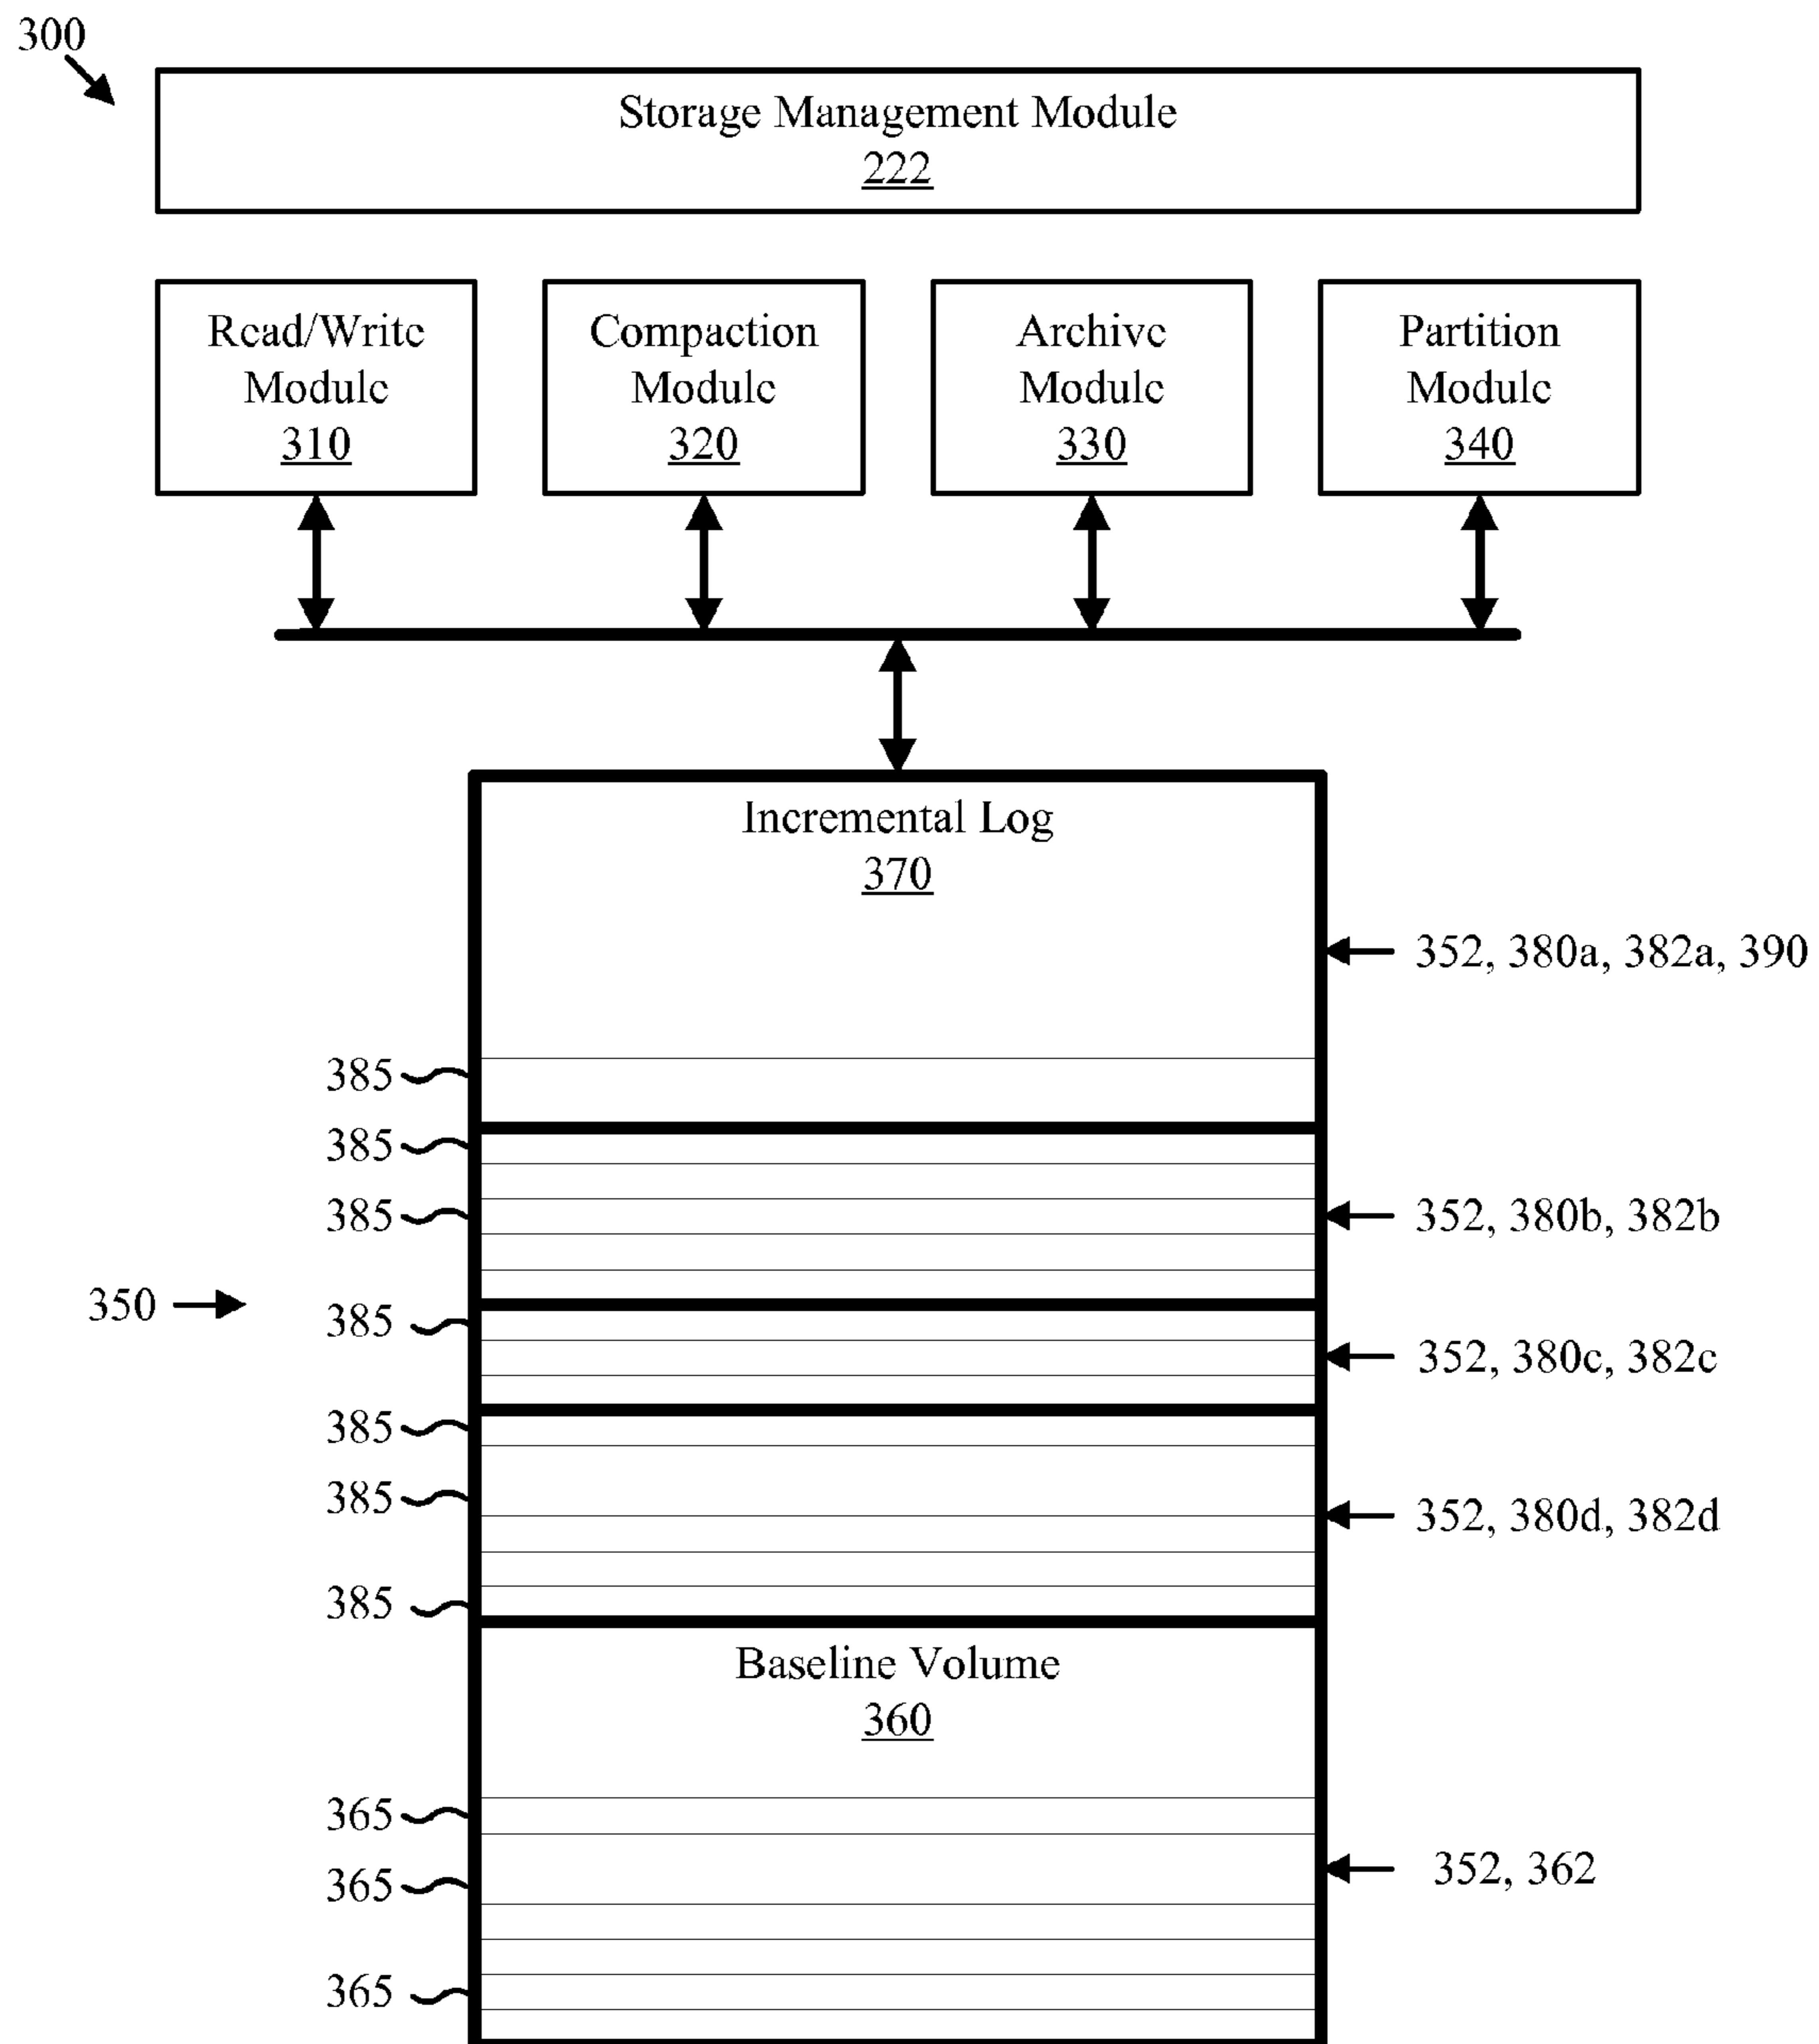 300
Storage Management Module
222
Read/Write
Module
310
Compaction
Module
320
Archive
Module
330
Partition
Module
340
Incremental Log
370
352, 380a, 382a, 390
385
385
385
352, 380b, 382b
350
385
352, 380c, 382c
385
385
352, 380d, 382d
385
Baseline Volume
360
365
352, 362
365
365